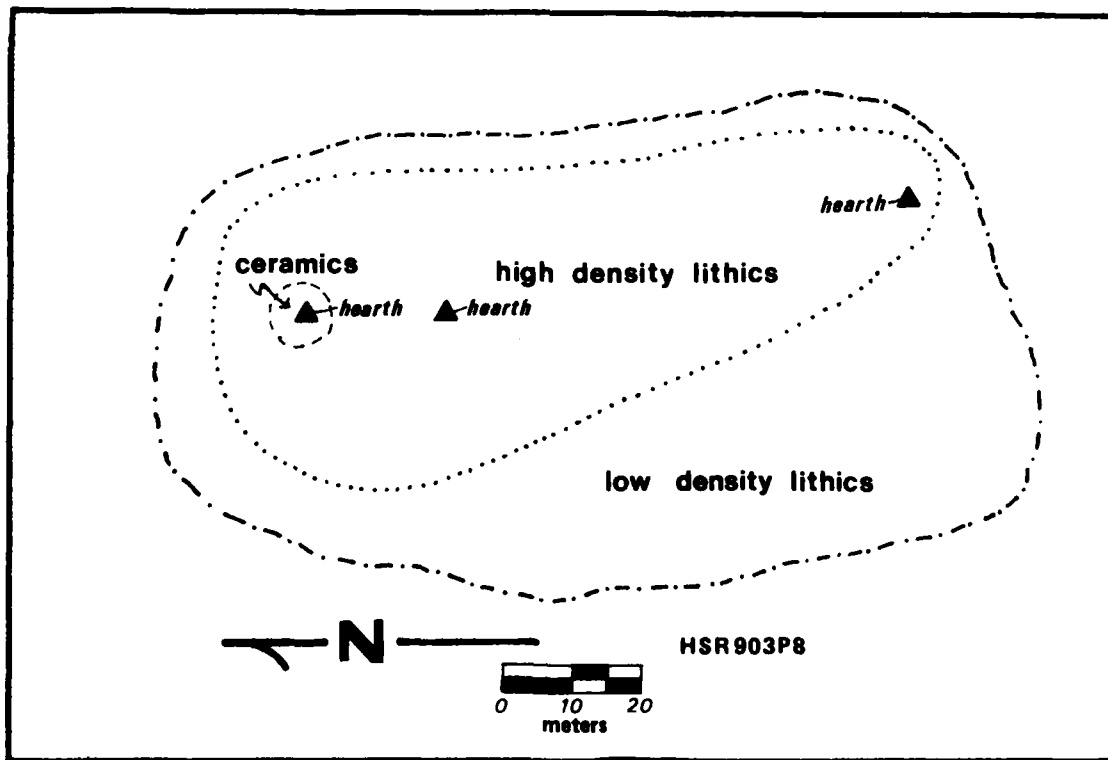 hearth
ceramics
high density lithics
hearth
hearth
low density lithics
N
HSR903P8
0 10 20
meters